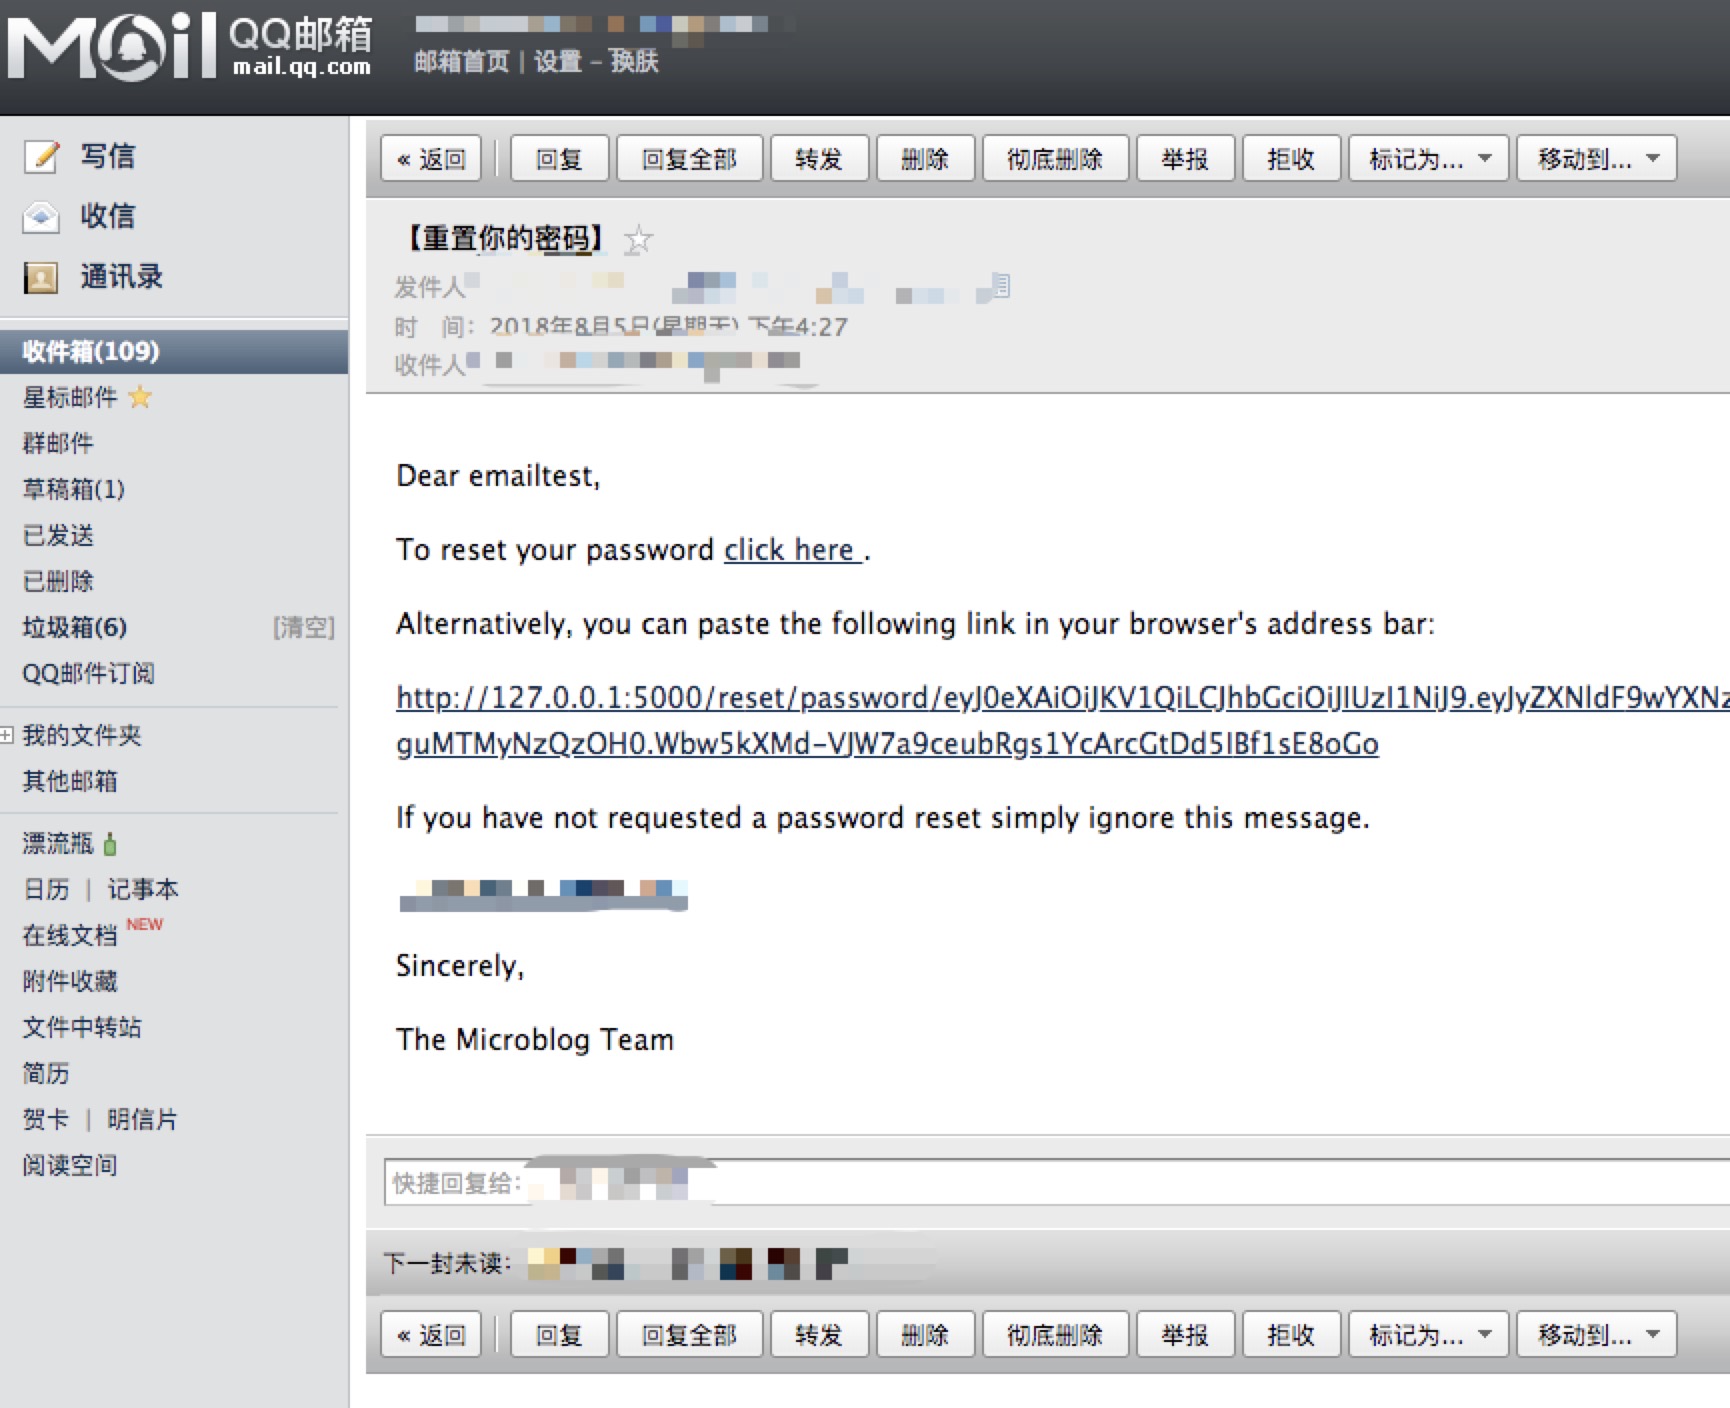 MOil QQ邮箱
mail.qq.com
邮箱首页 | 设置 - 换肤
写信
收信
通讯录
收件箱(109)
星标邮件
群邮件
草稿箱(1)
已发送
已删除
垃圾箱(6) [清空]
QQ邮件订阅
我的文件夹
其他邮箱
漂流瓶
日历 | 记事本
在线文档 NEW
附件收藏
文件中转站
简历
贺卡 | 明信片
阅读空间
« 返回 回复 回复全部 转发 删除 彻底删除 举报 拒收 标记为... 移动到...
【重置你的密码】
发件人
时 间: 2018年8月5日(星期天) 下午4:27
收件人
Dear emailtest,
To reset your password click here .
Alternatively, you can paste the following link in your browser's address bar:
http://127.0.0.1:5000/reset/password/eyJ0eXAiOiJKV1QiLCJhbGciOiJIUzI1NiJ9.eyJyZXNldF9wYXNz
guMTMyNzQzOH0.Wbw5kXMd-VJW7a9ceubRgs1YcArcGtDd5IBf1sE8oGo
If you have not requested a password reset simply ignore this message.
Sincerely,
The Microblog Team
快捷回复给:
下一封未读:
« 返回 回复 回复全部 转发 删除 彻底删除 举报 拒收 标记为... 移动到...